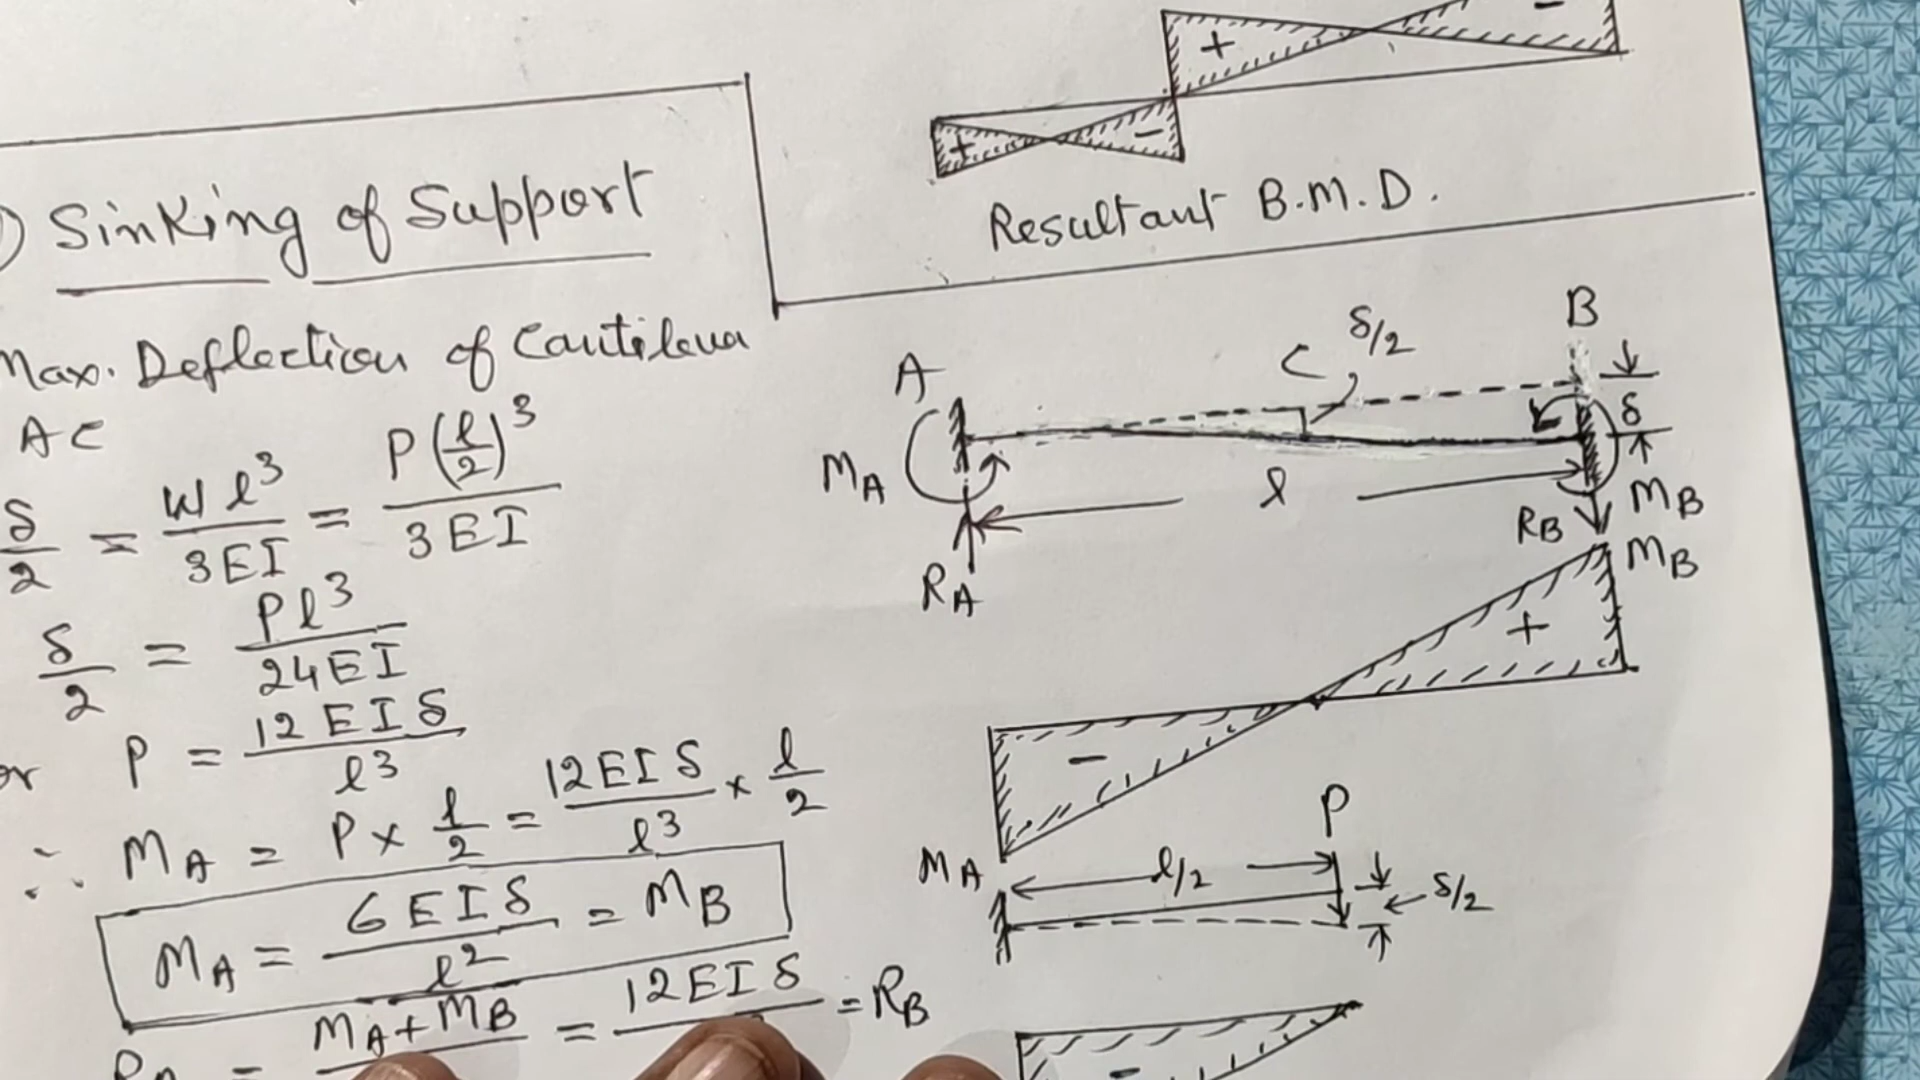 +
-
+
-
Resultant B.M.D.
) Sinking of Support
Max. Deflection of Cantilever
AC
δ/2 = Wl³/3EI = P(l/2)³/3EI
δ/2 = Pl³/24EI
or P = 12EIδ/l³
∴ MA = P × l/2 = 12EIδ/l³ × l/2
MA = 6EIδ/l² = MB
RA = MA+MB = 12EIδ = RB
A
C
δ/2
B
δ
MA
l
RB
MB
RA
MB
+
-
MA
P
l/2
δ/2
-